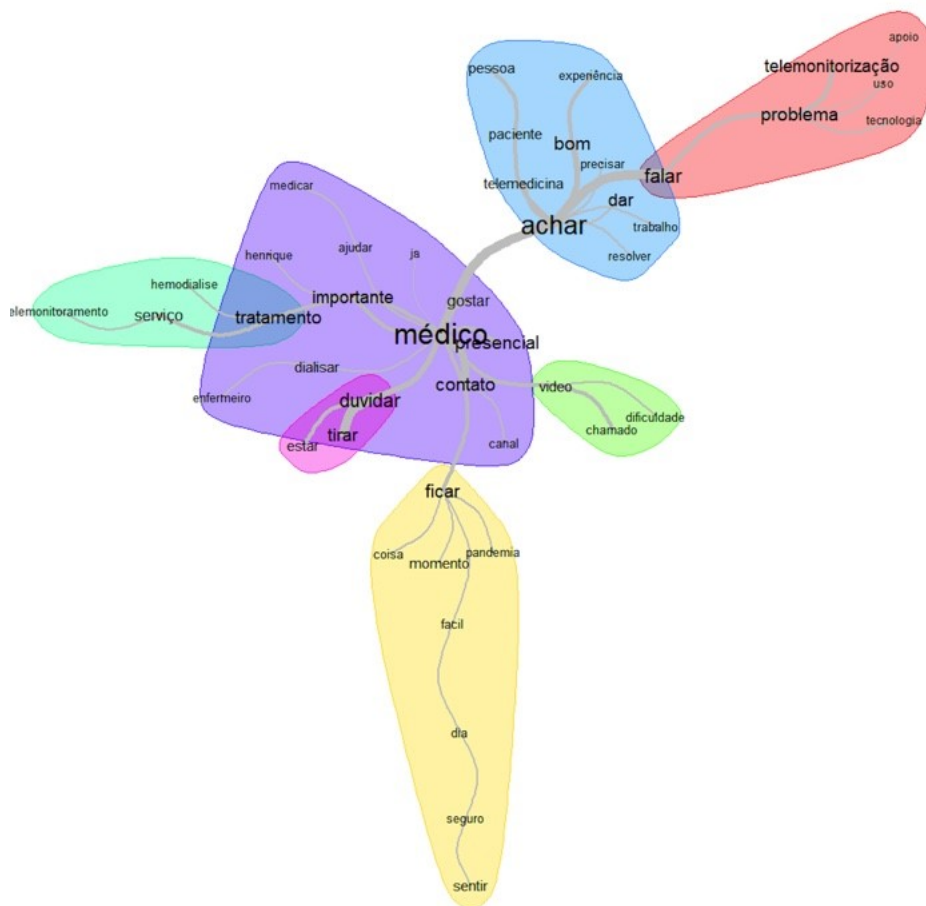 apoio
telemonitorização
uso
problema
tecnologia
pessoa
experiência
paciente
bom
precisar
telemedicina
falar
dar
achar
trabalho
resolver
medicar
ajudar
ja
henrique
hemodialise
importante
gostar
elemonitoramento
serviço
tratamento
médico
presencial
dialisar
contato
video
enfermeiro
duvidar
dificuldade
chamado
tirar
estar
canal
ficar
coisa
momento
pandemia
facil
dia
seguro
sentir